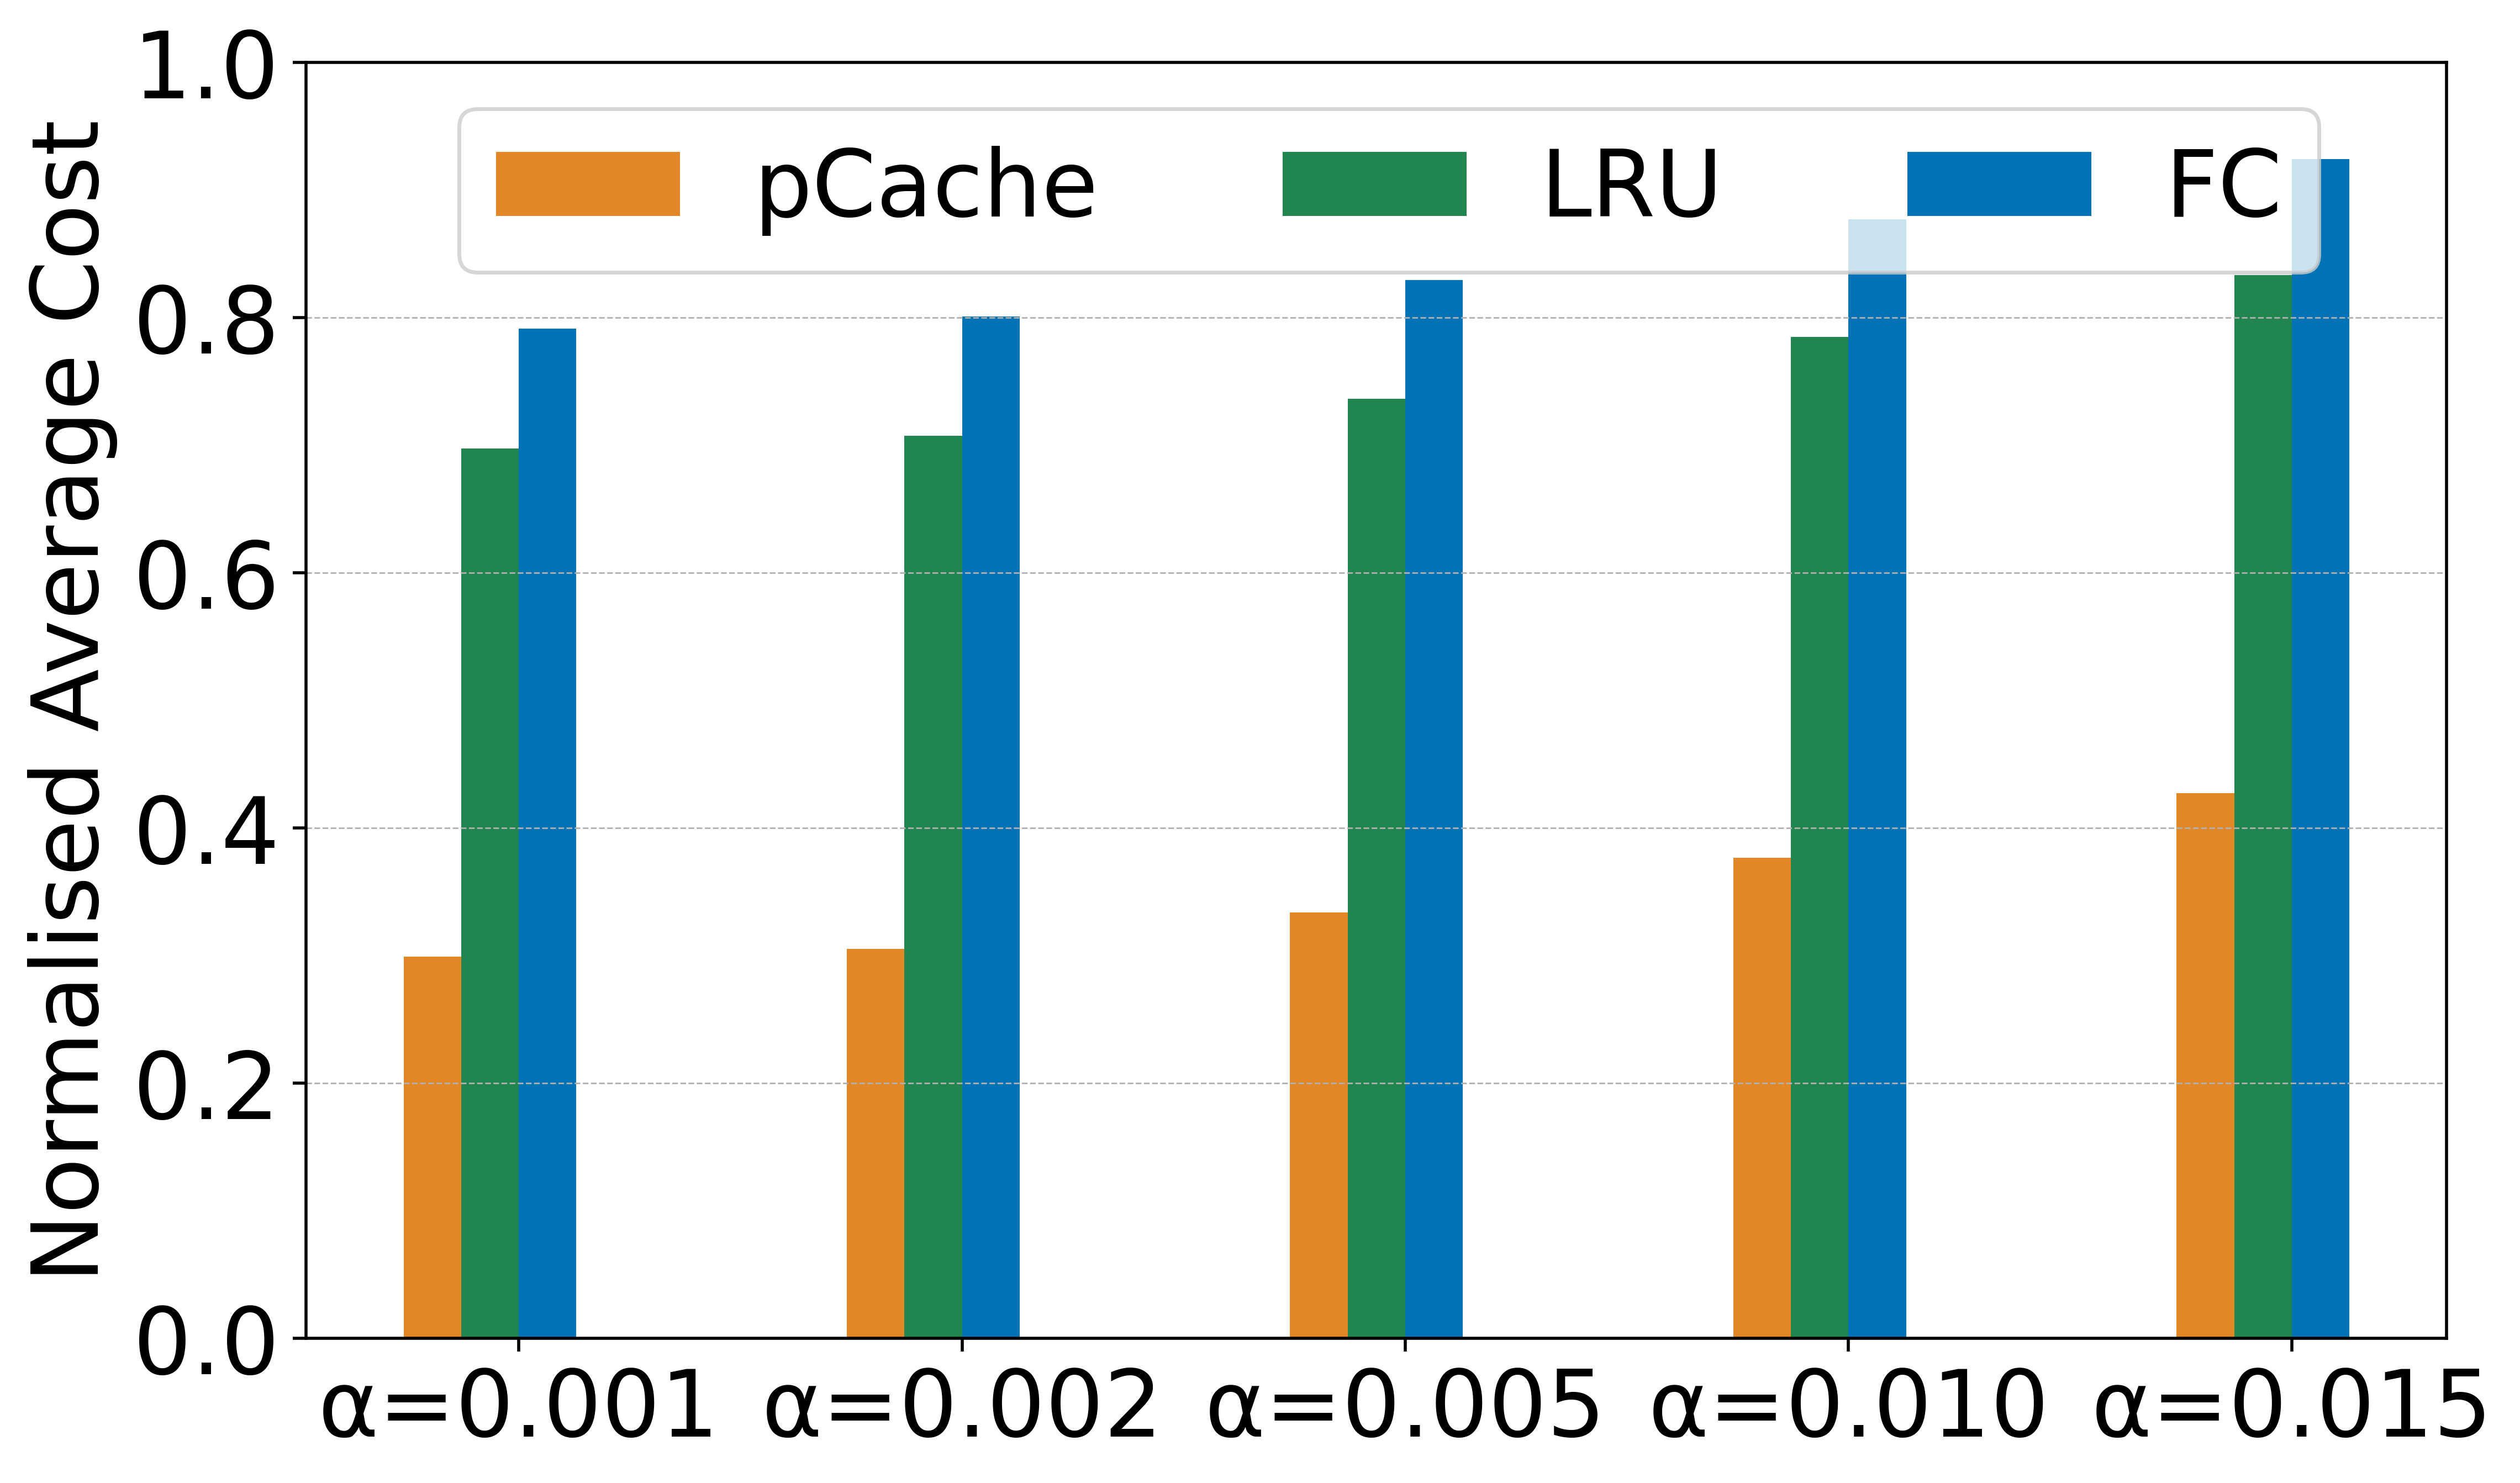 Normalised Average Cost
1.0
0.8
0.6
0.4
0.2
0.0
pCache LRU FC
α=0.001 α=0.002 α=0.005 α=0.010 α=0.015